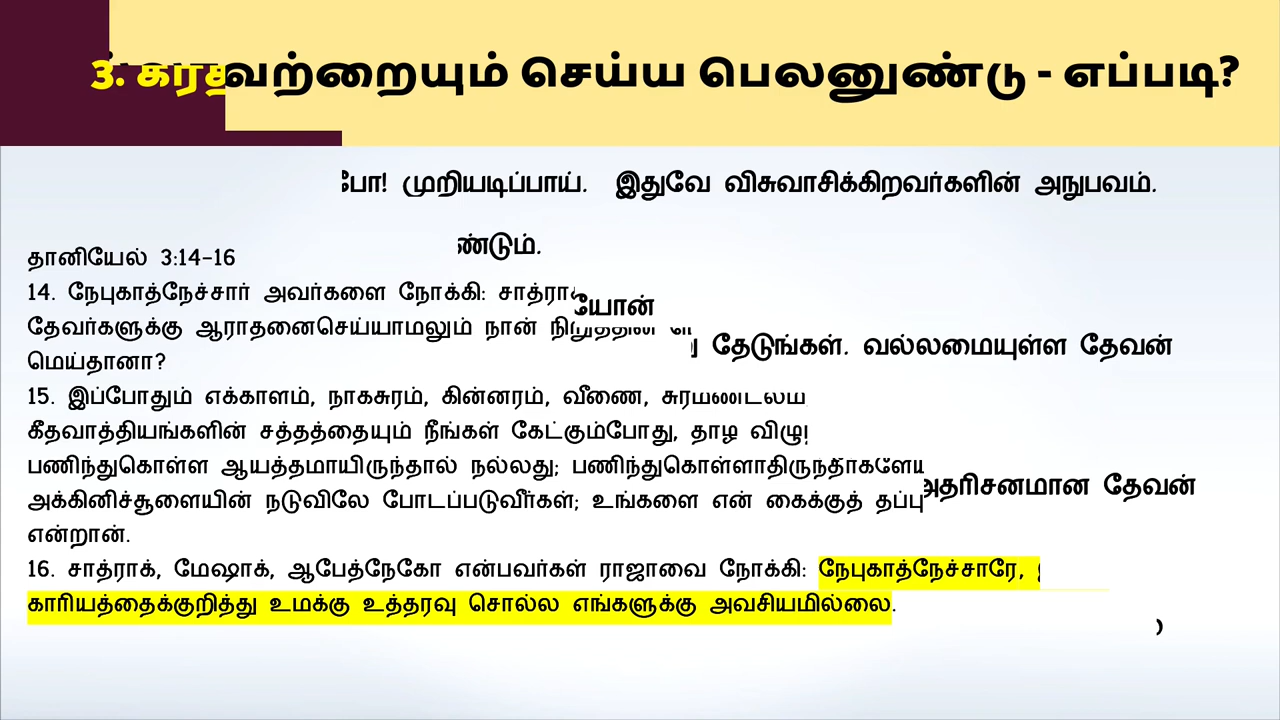 3. வற்றையும் செய்ய பெலனுண்டு - எப்படி?
முறியடிப்பாய். இதுவே விசுவாசிக்கிறவர்களின் அநுபவம்.
தானியேல் 3:14-16
14. நேபுகாத்நேச்சார் அவர்களை நோக்கி:
தேவர்களுக்கு ஆராதனைசெய்யாமலும் நான்
தேடுங்கள். வல்லமையுள்ள தேவன்
மெய்தானா?
15. இப்போதும் எக்காளம், நாகசுரம், கின்னரம், வீணை,
கீதவாத்தியங்களின் சத்தத்தையும் நீங்கள் கேட்கும்போது, தாழ
பணிந்துகொள்ள ஆயத்தமாயிருந்தால் நல்லது;
அதரிசனமான தேவன்
அக்கினிச்சூளையின் நடுவிலே போடப்படுவீர்கள்; உங்களை என் கைக்குத்
என்றான்.
16. சாத்ராக், மேஷாக், ஆபேத்நேகோ என்பவர்கள் ராஜாவை நோக்கி: நேபுகாத்நேச்சாரே,
காரியத்தைக்குறித்து உமக்கு உத்தரவு சொல்ல எங்களுக்கு அவசியமில்லை.